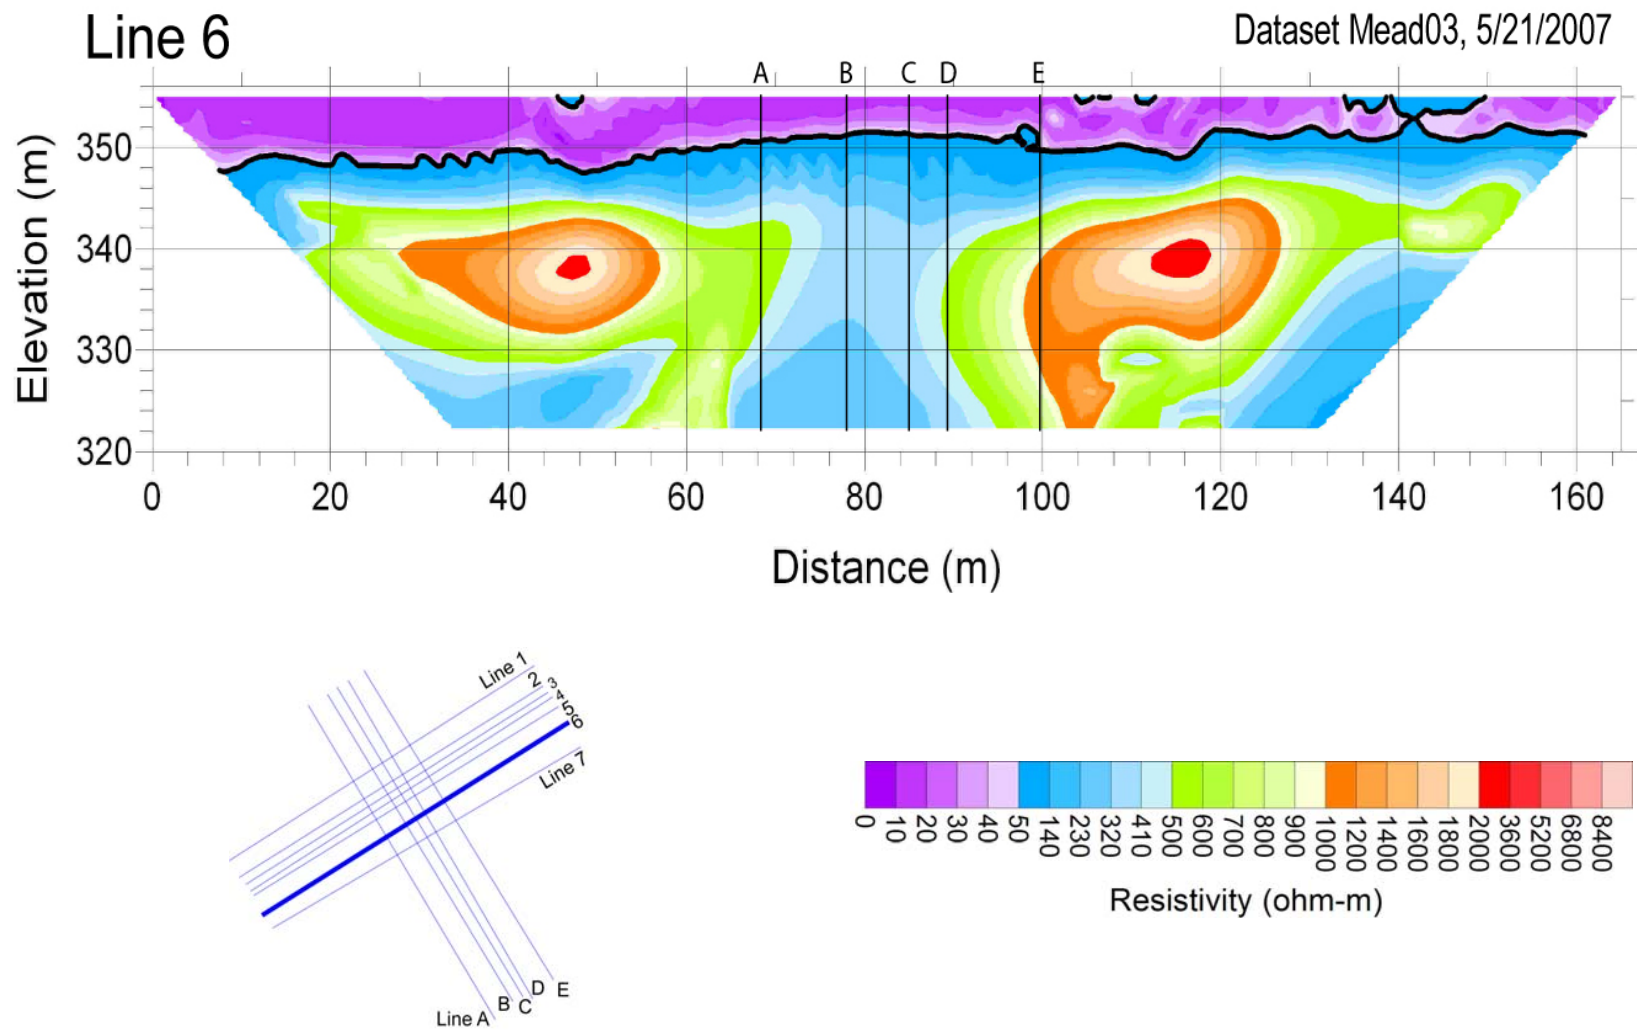 Line 6
Dataset Mead03, 5/21/2007
A B C D E
350
340
330
320
Elevation (m)
0 20 40 60 80 100 120 140 160
Distance (m)
Line 1
2
3
4
5
6
Line 7
Line A
B
C
D
E
0 10 20 30 40 50 140 230 320 410 500 600 700 800 900 1000 1200 1400 1600 1800 2000 3600 5200 6800 8400
Resistivity (ohm-m)